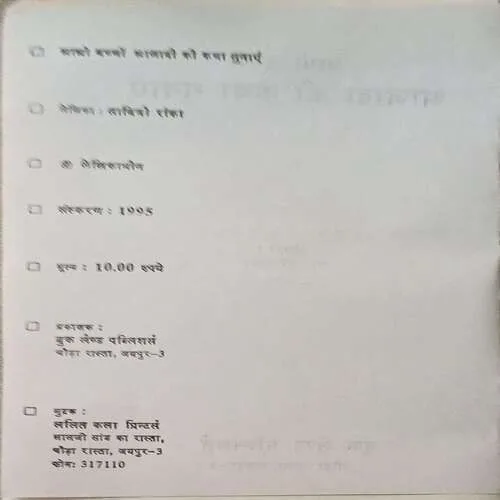 आओ बच्चों आजादी की कथा सुनाएं
लेखिका : सावित्री रांका
© लेखिकाधीन
संस्करण : 1995
मूल्य : 10.00 रुपये
प्रकाशक :
बुक लेण्ड पब्लिशर्स
चौड़ा रास्ता, जयपुर-3
मुद्रक :
ललित कला प्रिन्टर्स
सालजी सांड का रास्ता,
चौड़ा रास्ता, जयपुर-3
फोन: 317110